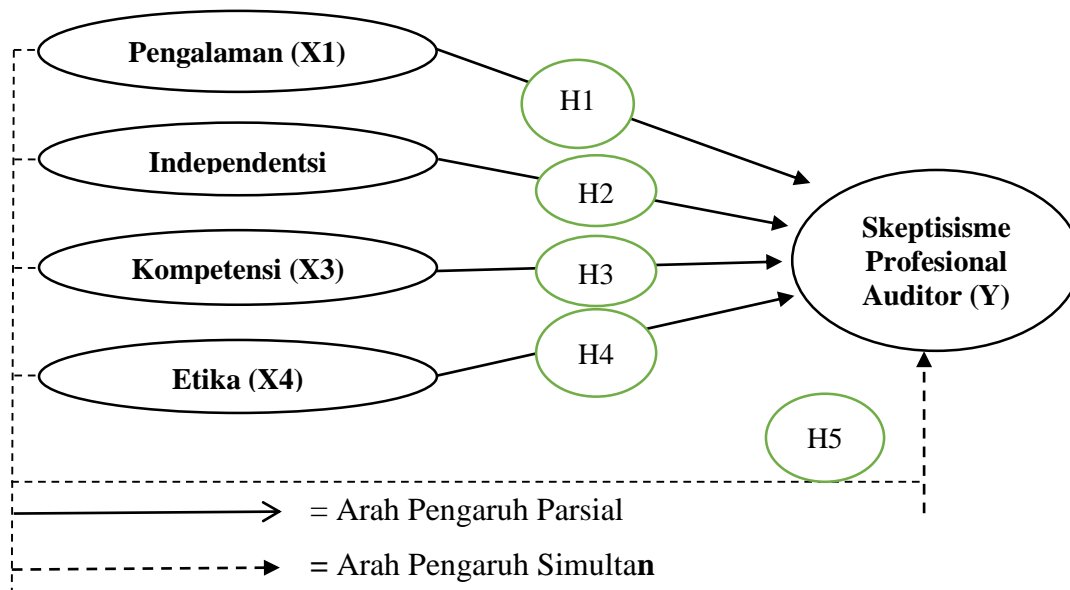 Pengalaman (X1)
H1
Independentsi
H2
Kompetensi (X3)
H3
Etika (X4)
H4
Skeptisisme
Profesional
Auditor (Y)
H5
= Arah Pengaruh Parsial
= Arah Pengaruh Simultan